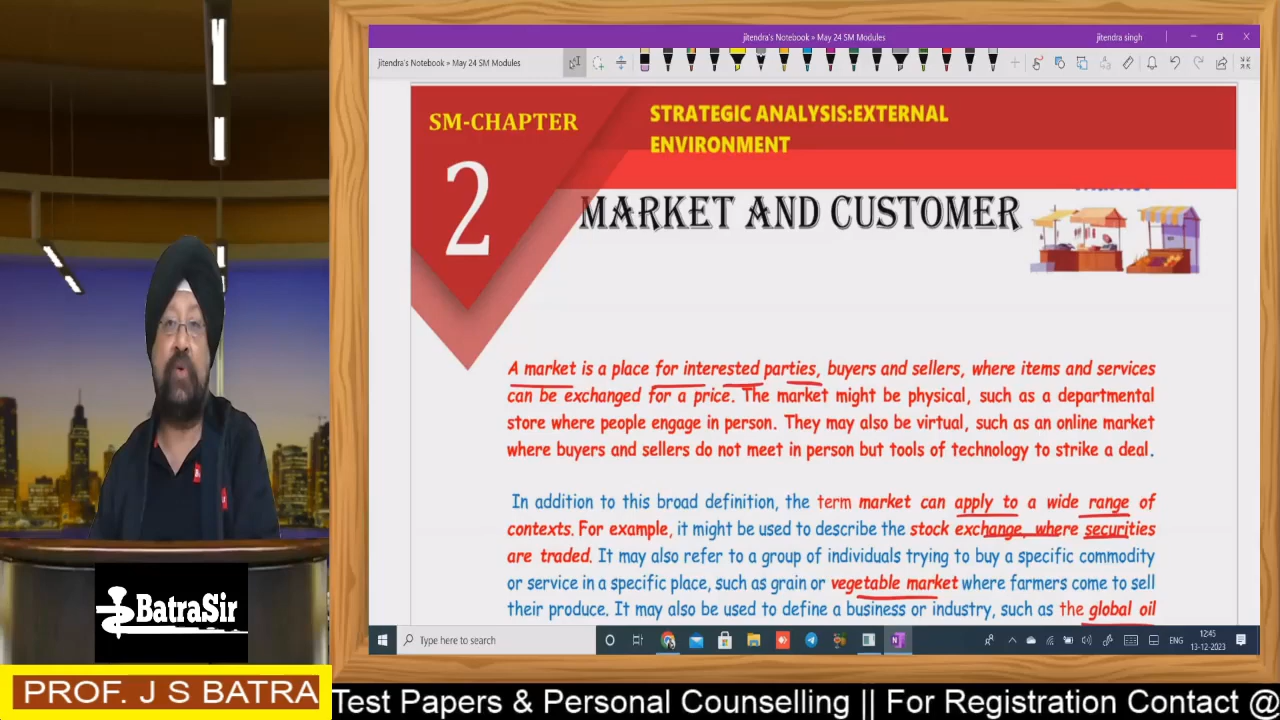 jitendra's Notebook » May 24 SM Modules
jitendra singh
jitendra's Notebook » May 24 SM Modules
SM-CHAPTER
2
STRATEGIC ANALYSIS:EXTERNAL
ENVIRONMENT
MARKET AND CUSTOMER
A market is a place for interested parties, buyers and sellers, where items and services
can be exchanged for a price. The market might be physical, such as a departmental
store where people engage in person. They may also be virtual, such as an online market
where buyers and sellers do not meet in person but tools of technology to strike a deal.
In addition to this broad definition, the term market can apply to a wide range of
contexts. For example, it might be used to describe the stock exchange, where securities
are traded. It may also refer to a group of individuals trying to buy a specific commodity
or service in a specific place, such as grain or vegetable market where farmers come to sell
their produce. It may also be used to define a business or industry, such as the global oil
Type here to search
ENG
12:45
13-12-2023
BatraSir
PROF. J S BATRA
Test Papers & Personal Counselling || For Registration Contact @